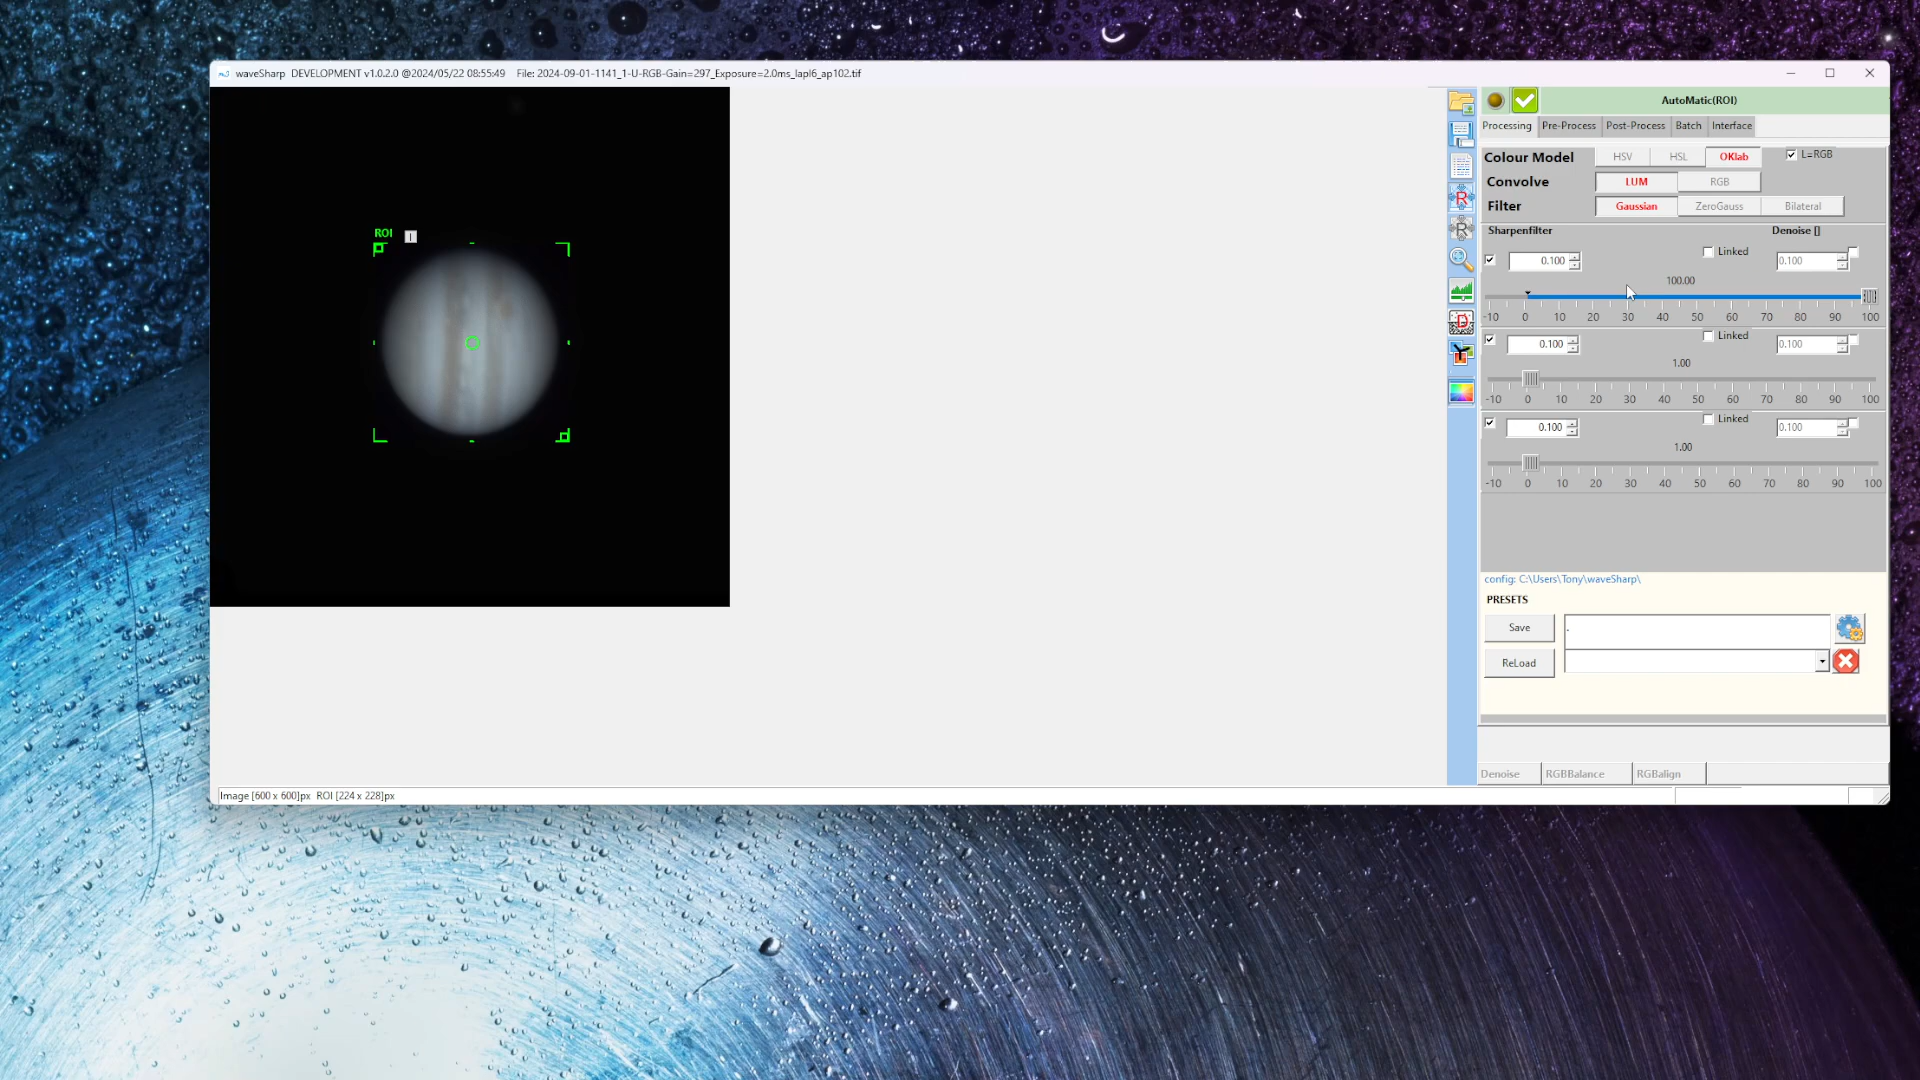 waveSharp DEVELOPMENT v1.0.2.0 @2024/05/22 08:55:49 File: 2024-09-01-1141_1-U-RGB-Gain=297_Exposure=2.0ms_lapl6_ap102.tif
AutoMatic(ROI)
Processing Pre-Process Post-Process Batch Interface
Colour Model HSV HSL OKlab L=RGB
Convolve LUM RGB
Filter Gaussian ZeroGauss Bilateral
Sharpenfilter Denoise []
0.100 Linked 0.100
100.00
-10 0 10 20 30 40 50 60 70 80 90 100
0.100 Linked 0.100
1.00
-10 0 10 20 30 40 50 60 70 80 90 100
0.100 Linked 0.100
1.00
-10 0 10 20 30 40 50 60 70 80 90 100
ROI I
R
R
D
config: C:\Users\Tony\waveSharp\
PRESETS
Save .
ReLoad
Denoise RGBBalance RGBalign
Image [600 x 600]px ROI [224 x 228]px